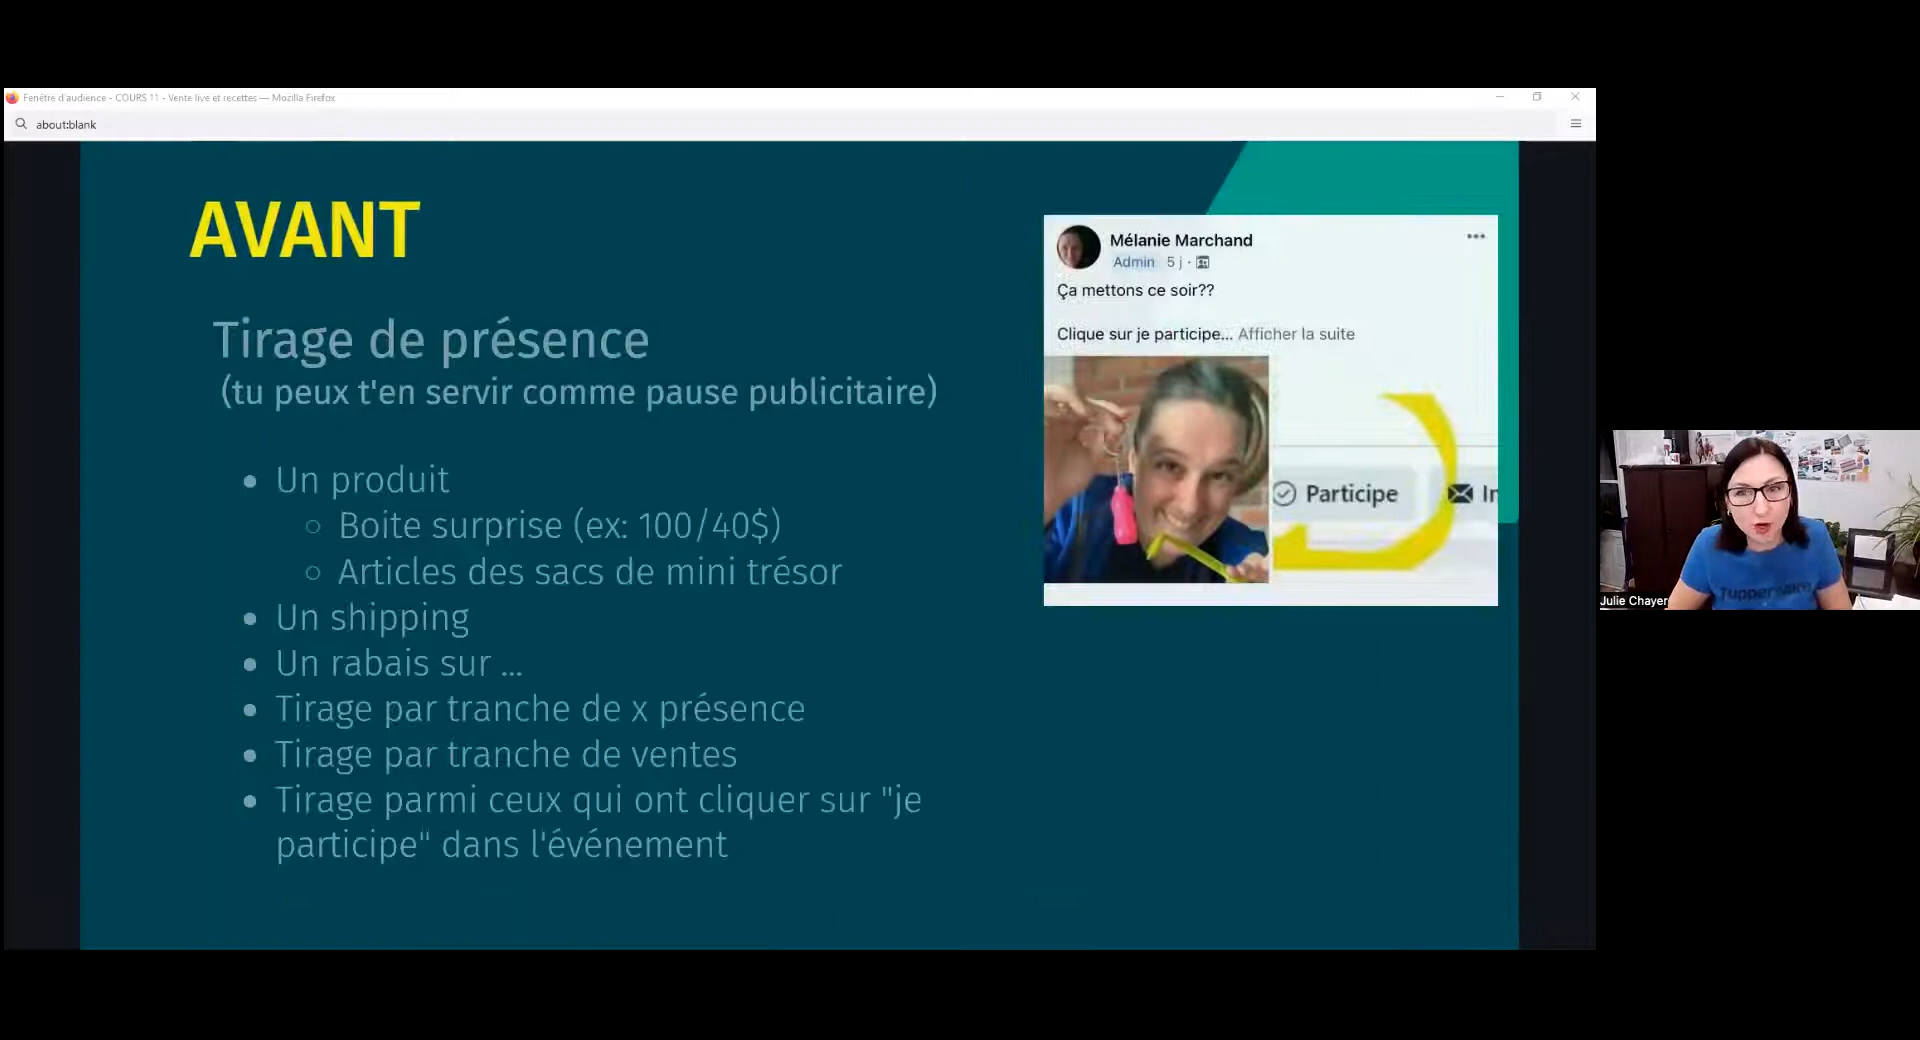 Fenêtre d'audience - COURS 11 - Vente live et recettes — Mozilla Firefox
about:blank
AVANT
Tirage de présence
(tu peux t'en servir comme pause publicitaire)
Un produit
Boite surprise (ex: 100/40$)
Articles des sacs de mini trésor
Un shipping
Un rabais sur ...
Tirage par tranche de x présence
Tirage par tranche de ventes
Tirage parmi ceux qui ont cliquer sur "je
participe" dans l'événement
Mélanie Marchand
Admin 5 j ·
Ça mettons ce soir??
Clique sur je participe... Afficher la suite
Participe
In
Julie Chayer
Tupperware